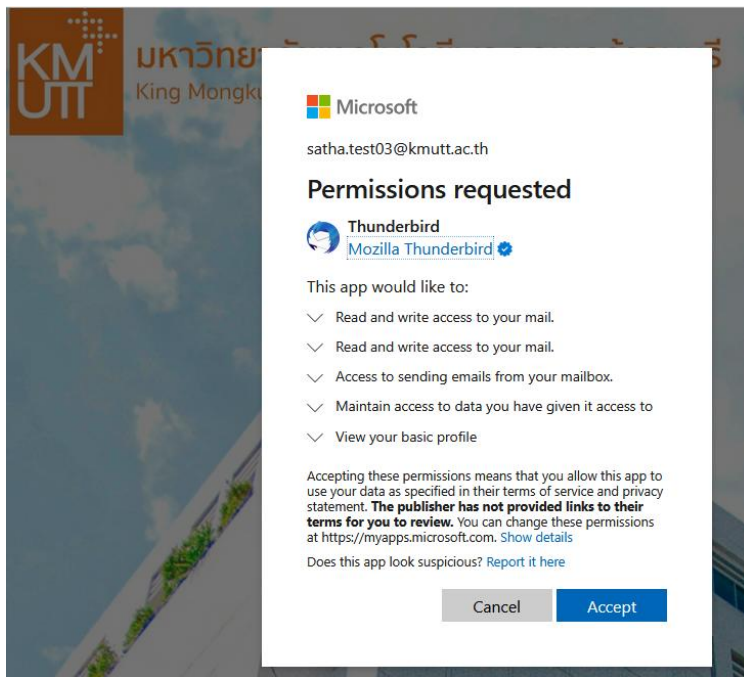 KM
UTT
มหาวิทยา
King Mongku
Microsoft
satha.test03@kmutt.ac.th
Permissions requested
Thunderbird
Mozilla Thunderbird
This app would like to:
Read and write access to your mail.
Read and write access to your mail.
Access to sending emails from your mailbox.
Maintain access to data you have given it access to
View your basic profile
Accepting these permissions means that you allow this app to
use your data as specified in their terms of service and privacy
statement. The publisher has not provided links to their
terms for you to review. You can change these permissions
at https://myapps.microsoft.com. Show details
Does this app look suspicious? Report it here
Cancel
Accept